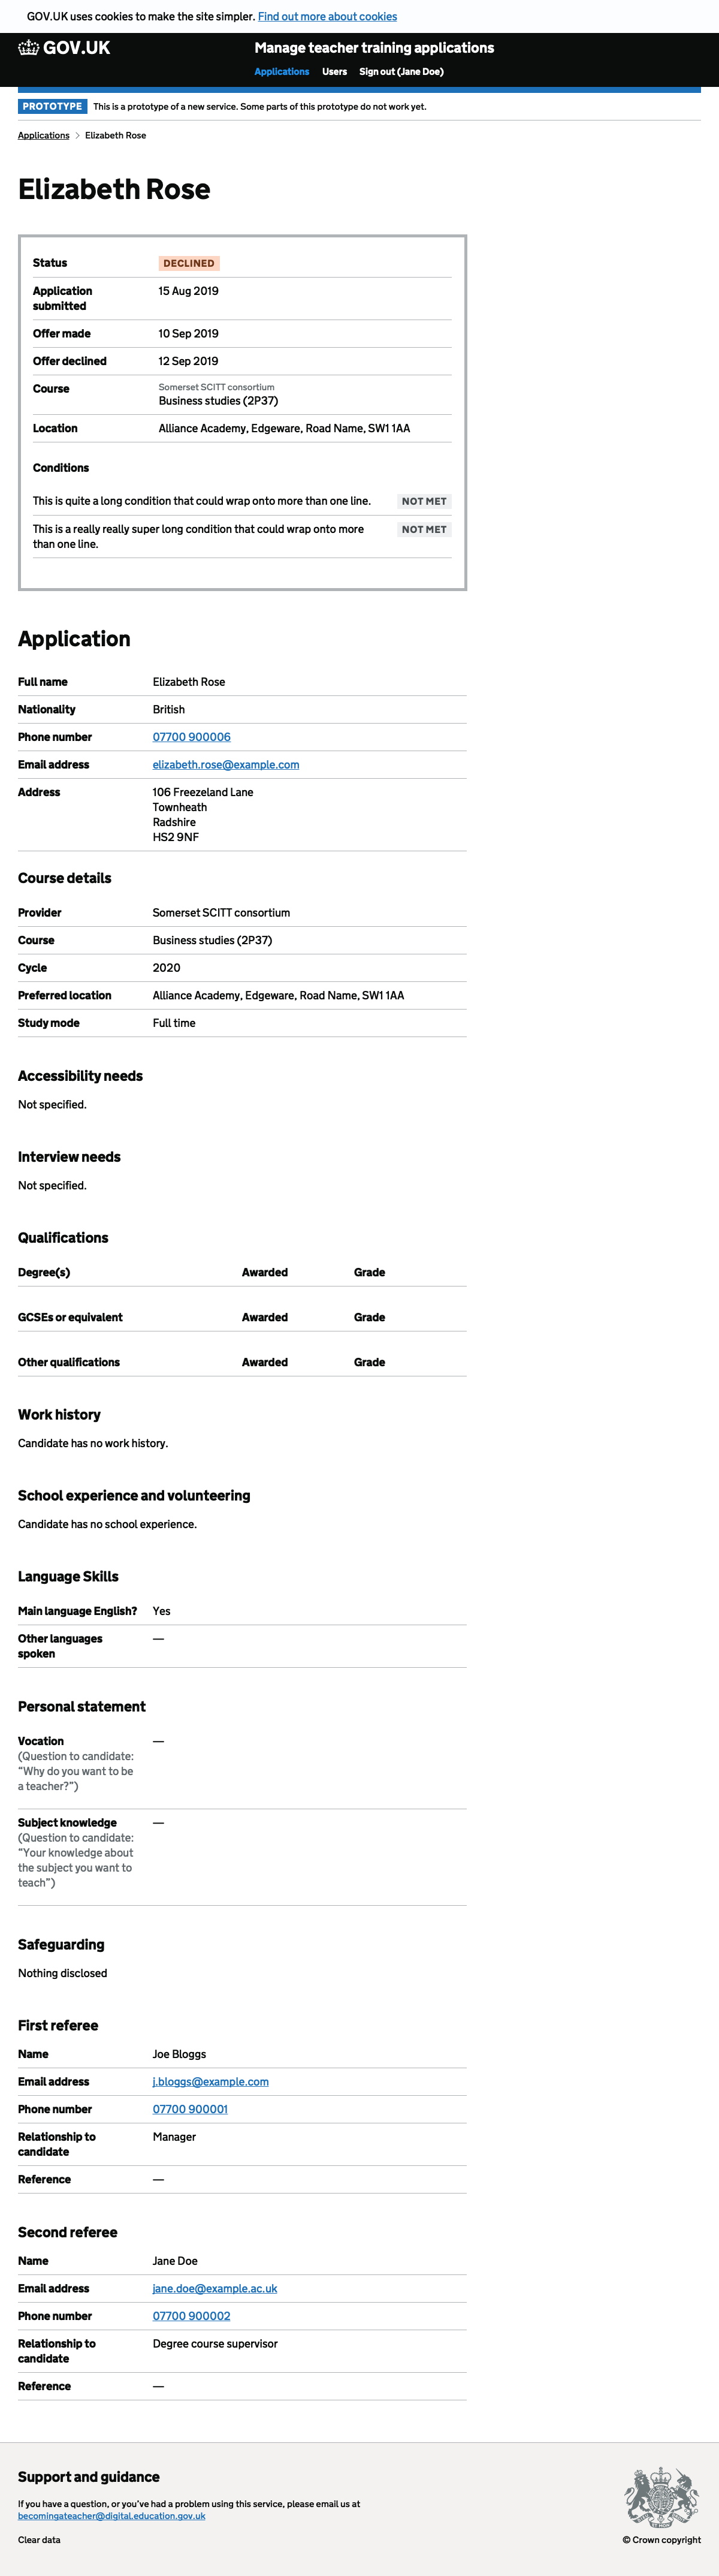 GOV.UK uses cookies to make the site simpler. Find out more about cookies
GOV.UK
Manage teacher training applications
Applications Users Sign out (Jane Doe)
PROTOTYPE This is a prototype of a new service. Some parts of this prototype do not work yet.
Applications > Elizabeth Rose
Elizabeth Rose
Status DECLINED
Application 15 Aug 2019
submitted
Offer made 10 Sep 2019
Offer declined 12 Sep 2019
Course Somerset SCITT consortium
Business studies (2P37)
Location Alliance Academy, Edgeware, Road Name, SW1 1AA
Conditions
This is quite a long condition that could wrap onto more than one line. NOT MET
This is a really really super long condition that could wrap onto more NOT MET
than one line.
Application
Full name Elizabeth Rose
Nationality British
Phone number 07700 900006
Email address elizabeth.rose@example.com
Address 106 Freezeland Lane
Townheath
Radshire
HS2 9NF
Course details
Provider Somerset SCITT consortium
Course Business studies (2P37)
Cycle 2020
Preferred location Alliance Academy, Edgeware, Road Name, SW1 1AA
Study mode Full time
Accessibility needs
Not specified.
Interview needs
Not specified.
Qualifications
Degree(s) Awarded Grade
GCSEs or equivalent Awarded Grade
Other qualifications Awarded Grade
Work history
Candidate has no work history.
School experience and volunteering
Candidate has no school experience.
Language Skills
Main language English? Yes
Other languages —
spoken
Personal statement
Vocation —
(Question to candidate:
“Why do you want to be
a teacher?”)
Subject knowledge —
(Question to candidate:
“Your knowledge about
the subject you want to
teach”)
Safeguarding
Nothing disclosed
First referee
Name Joe Bloggs
Email address j.bloggs@example.com
Phone number 07700 900001
Relationship to Manager
candidate
Reference —
Second referee
Name Jane Doe
Email address jane.doe@example.ac.uk
Phone number 07700 900002
Relationship to Degree course supervisor
candidate
Reference —
Support and guidance
If you have a question, or you’ve had a problem using this service, please email us at
becomingateacher@digital.education.gov.uk
Clear data
© Crown copyright